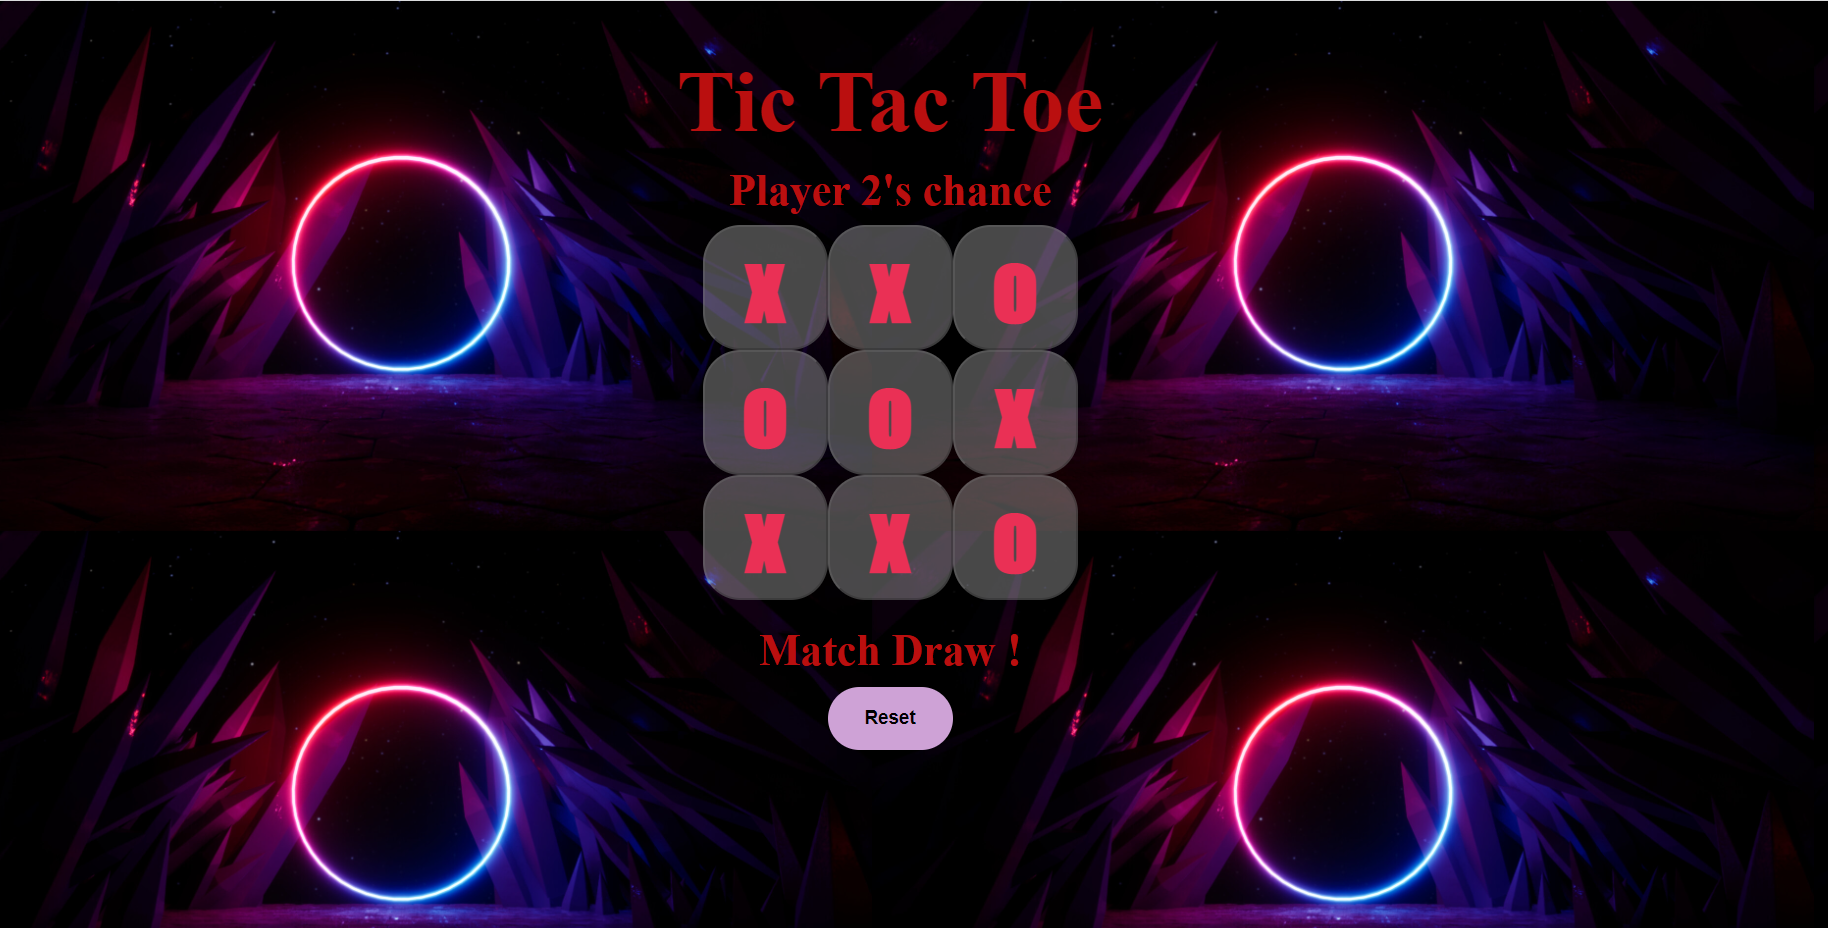 Tic Tac Toe
Player 2's chance
X X O
O O X
X X O
Match Draw !
Reset